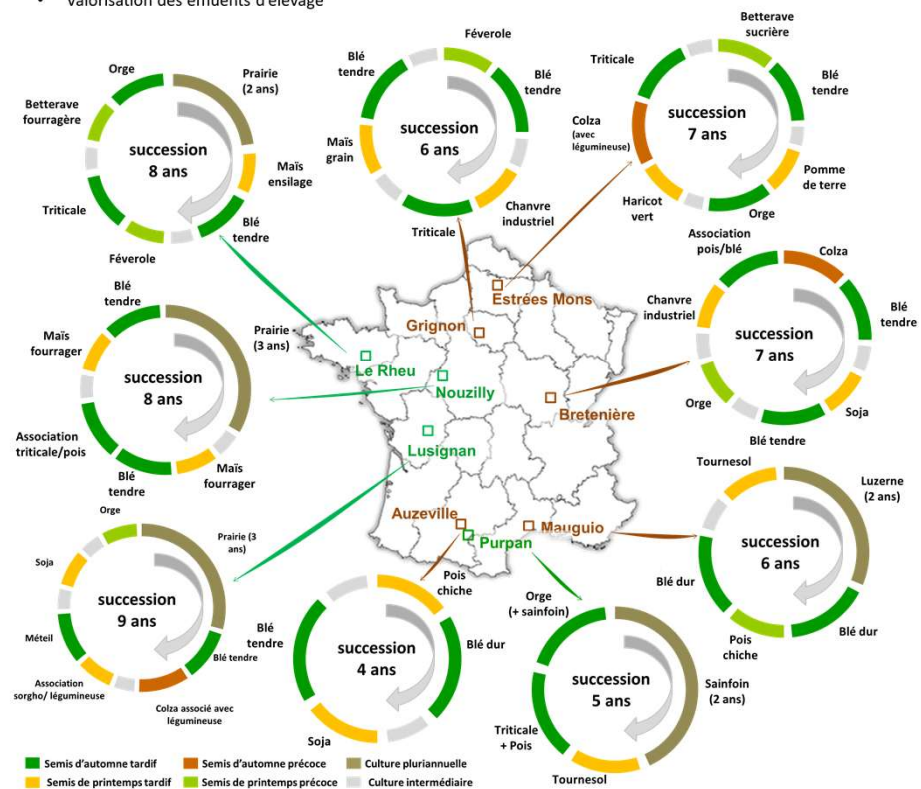 • Valorisation des effluents d'élevage
Orge
Prairie
(2 ans)
Betterave
fourragère
succession
8 ans
Maïs
ensilage
Triticale
Blé
tendre
Féverole
Féverole
Blé
tendre
Blé
tendre
succession
6 ans
Maïs
grain
Chanvre
industriel
Triticale
Betterave
sucrière
Triticale
Blé
tendre
Colza
(avec
légumineuse)
succession
7 ans
Pomme
de terre
Haricot
vert
Orge
Blé
tendre
Prairie
(3 ans)
Maïs
fourrager
succession
8 ans
Association
triticale/pois
Blé
tendre
Maïs
fourrager
Estrées Mons
Grignon
Le Rheu
Nouzilly
Bretenière
Lusignan
Auzeville
Mauguio
Purpan
Association
pois/blé
Colza
Chanvre
industriel
Blé
tendre
succession
7 ans
Orge
Soja
Blé tendre
Orge
Prairie (3
ans)
Soja
succession
9 ans
Méteil
Blé tendre
Association
sorgho/ légumineuse
Colza associé avec
légumineuse
Pois
chiche
Blé
tendre
Blé dur
succession
4 ans
Soja
Orge
(+ sainfoin)
succession
5 ans
Sainfoin
(2 ans)
Triticale
+ Pois
Tournesol
Tournesol
Luzerne
(2 ans)
succession
6 ans
Blé dur
Pois
chiche
Blé dur
Semis d'automne tardif
Semis d'automne précoce
Culture pluriannuelle
Semis de printemps tardif
Semis de printemps précoce
Culture intermédiaire